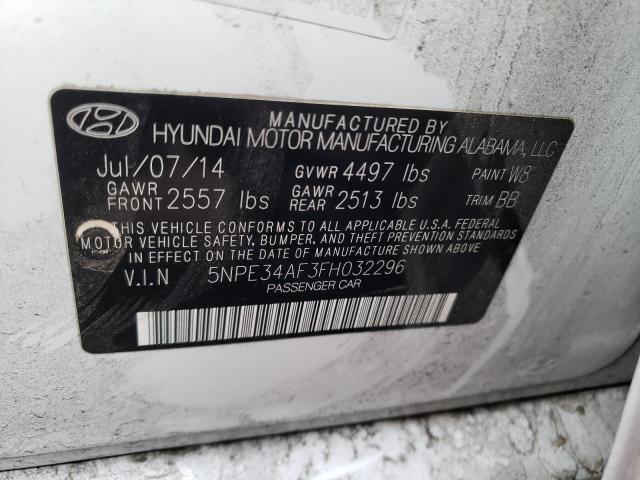 MANUFACTURED BY
HYUNDAI MOTOR MANUFACTURING ALABAMA, LLC
Jul/07/14 GVWR 4497 lbs PAINT W8
GAWR FRONT 2557 lbs GAWR REAR 2513 lbs TRIM BB
THIS VEHICLE CONFORMS TO ALL APPLICABLE U.S.A. FEDERAL
MOTOR VEHICLE SAFETY, BUMPER, AND THEFT PREVENTION STANDARDS
IN EFFECT ON THE DATE OF MANUFACTURE SHOWN ABOVE.
V.I.N 5NPE34AF3FH032296
PASSENGER CAR